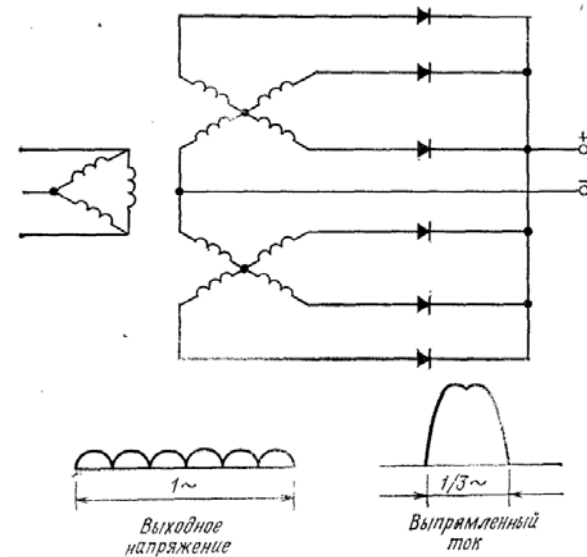 +
−
1~
1/3~
Выходное
напряжение
Выпрямленный
ток